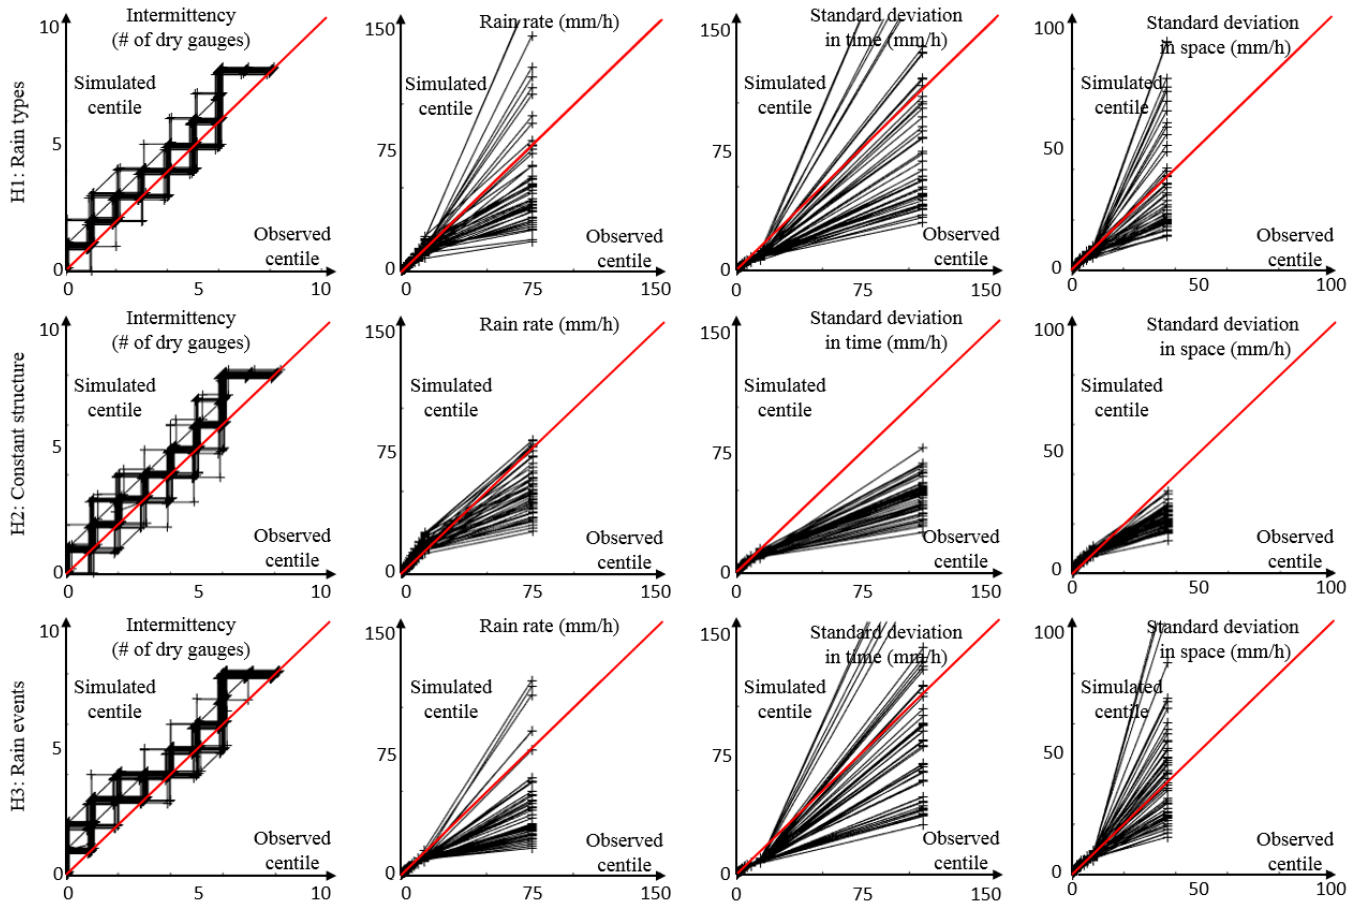 H1: Rain types
10
5
0
0
5
10
Intermittency
(# of dry gauges)
Simulated
centile
Observed
centile
150
75
0
0
75
150
Rain rate (mm/h)
Simulated
centile
Observed
centile
150
75
0
0
75
150
Standard deviation
in time (mm/h)
Simulated
centile
Observed
centile
100
50
0
0
50
100
Standard deviation
in space (mm/h)
Simulated
centile
Observed
centile
H2: Constant structure
10
5
0
0
5
10
Intermittency
(# of dry gauges)
Simulated
centile
Observed
centile
150
75
0
0
75
150
Rain rate (mm/h)
Simulated
centile
Observed
centile
150
75
0
0
75
150
Standard deviation
in time (mm/h)
Simulated
centile
Observed
centile
100
50
0
0
50
100
Standard deviation
in space (mm/h)
Simulated
centile
Observed
centile
H3: Rain events
10
5
0
0
5
10
Intermittency
(# of dry gauges)
Simulated
centile
Observed
centile
150
75
0
0
75
150
Rain rate (mm/h)
Simulated
centile
Observed
centile
150
75
0
0
75
150
Standard deviation
in time (mm/h)
Simulated
centile
Observed
centile
100
50
0
0
50
100
Standard deviation
in space (mm/h)
Simulated
centile
Observed
centile